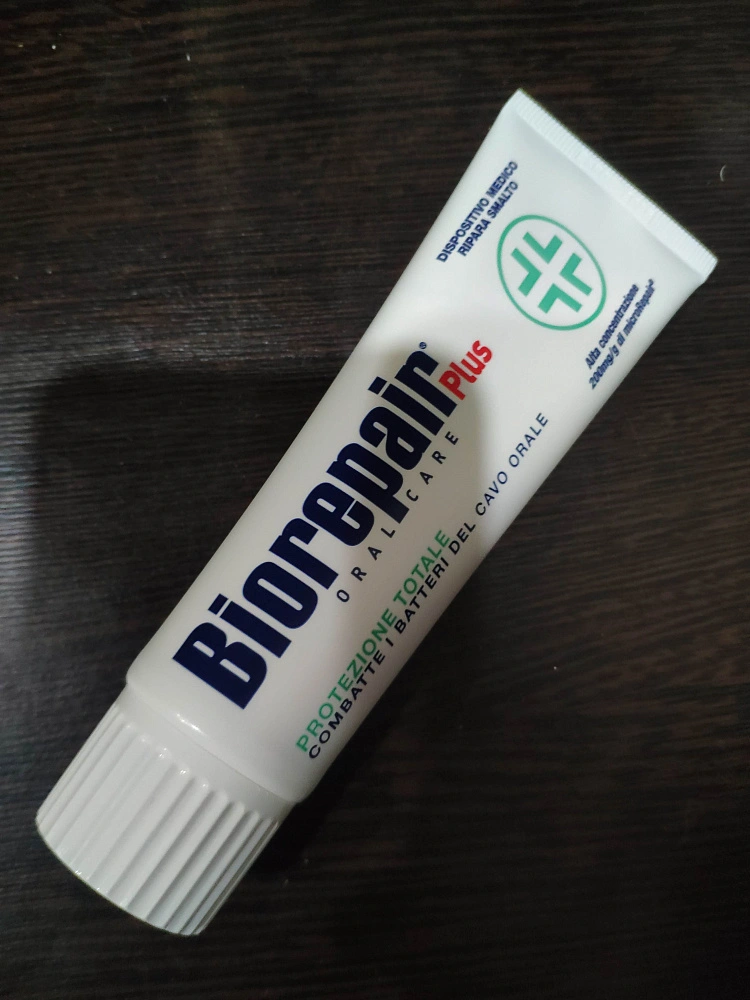 DISPOSITIVO MEDICO
RIPARA SMALTO
Alta concentrazione
200mg/g di microRepair®
Biorepair® Plus
ORAL CARE
PROTEZIONE TOTALE
COMBATTE I BATTERI DEL CAVO ORALE